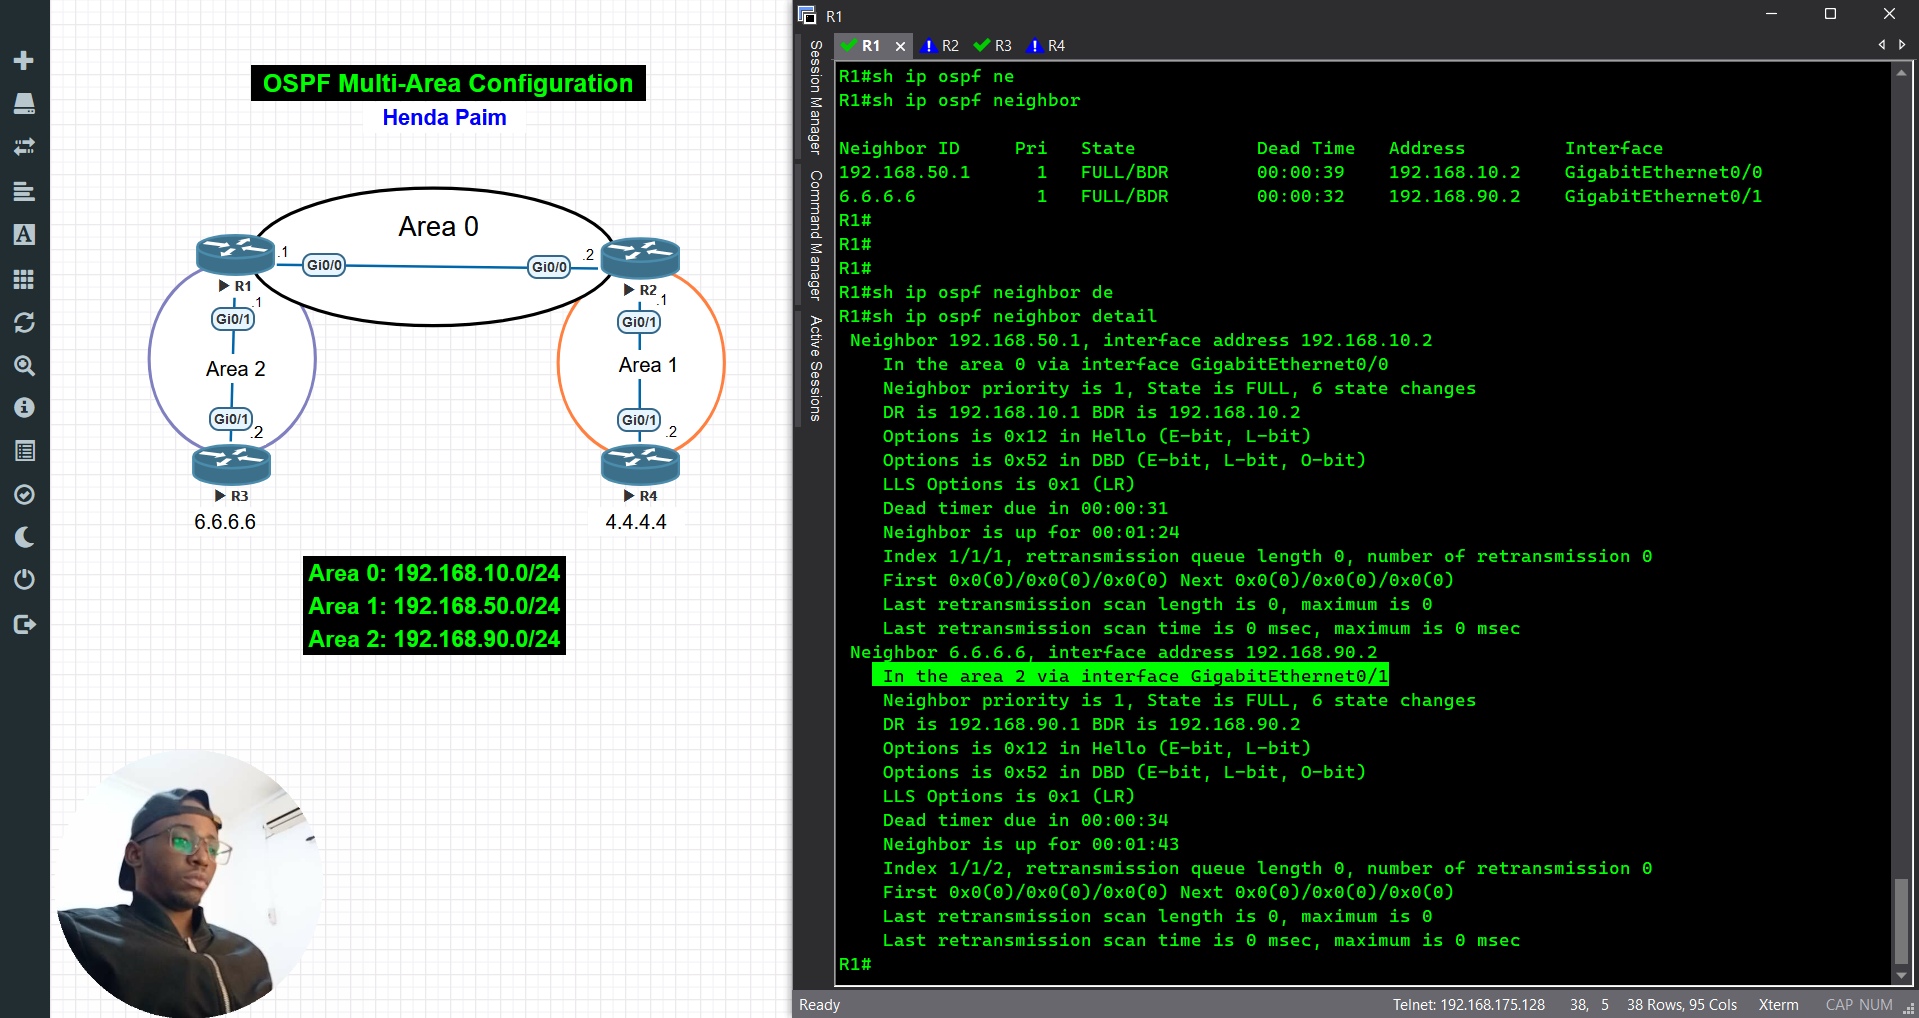 OSPF Multi-Area Configuration
Henda Paim
Area 0
.1
Gi0/0
Gi0/0
.2
R1
R2
.1
.1
Gi0/1
Gi0/1
Area 2
Area 1
Gi0/1
Gi0/1
.2
.2
R3
R4
6.6.6.6
4.4.4.4
Area 0: 192.168.10.0/24
Area 1: 192.168.50.0/24
Area 2: 192.168.90.0/24
A
R1
Session Manager
Command Manager
Active Sessions
R1 R2 R3 R4
R1#sh ip ospf ne
R1#sh ip ospf neighbor
Neighbor ID Pri State Dead Time Address Interface
192.168.50.1 1 FULL/BDR 00:00:39 192.168.10.2 GigabitEthernet0/0
6.6.6.6 1 FULL/BDR 00:00:32 192.168.90.2 GigabitEthernet0/1
R1#
R1#
R1#
R1#sh ip ospf neighbor de
R1#sh ip ospf neighbor detail
Neighbor 192.168.50.1, interface address 192.168.10.2
In the area 0 via interface GigabitEthernet0/0
Neighbor priority is 1, State is FULL, 6 state changes
DR is 192.168.10.1 BDR is 192.168.10.2
Options is 0x12 in Hello (E-bit, L-bit)
Options is 0x52 in DBD (E-bit, L-bit, O-bit)
LLS Options is 0x1 (LR)
Dead timer due in 00:00:31
Neighbor is up for 00:01:24
Index 1/1/1, retransmission queue length 0, number of retransmission 0
First 0x0(0)/0x0(0)/0x0(0) Next 0x0(0)/0x0(0)/0x0(0)
Last retransmission scan length is 0, maximum is 0
Last retransmission scan time is 0 msec, maximum is 0 msec
Neighbor 6.6.6.6, interface address 192.168.90.2
In the area 2 via interface GigabitEthernet0/1
Neighbor priority is 1, State is FULL, 6 state changes
DR is 192.168.90.1 BDR is 192.168.90.2
Options is 0x12 in Hello (E-bit, L-bit)
Options is 0x52 in DBD (E-bit, L-bit, O-bit)
LLS Options is 0x1 (LR)
Dead timer due in 00:00:34
Neighbor is up for 00:01:43
Index 1/1/2, retransmission queue length 0, number of retransmission 0
First 0x0(0)/0x0(0)/0x0(0) Next 0x0(0)/0x0(0)/0x0(0)
Last retransmission scan length is 0, maximum is 0
Last retransmission scan time is 0 msec, maximum is 0 msec
R1#
Ready Telnet: 192.168.175.128 38, 5 38 Rows, 95 Cols Xterm CAP NUM